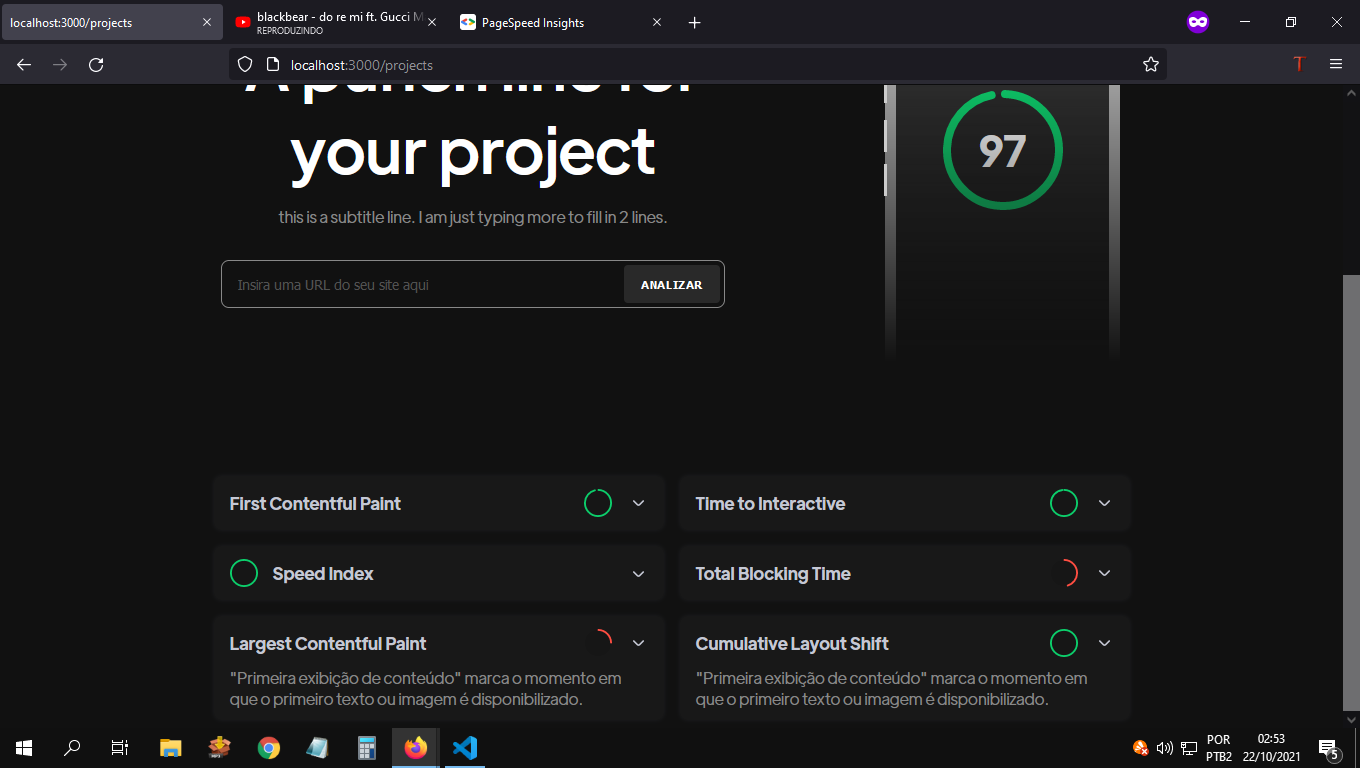 localhost:3000/projects
blackbear - do re mi ft. Gucci M
REPRODUZINDO
PageSpeed Insights
localhost:3000/projects
A punch line for
your project
this is a subtitle line. I am just typing more to fill in 2 lines.
Insira uma URL do seu site aqui
ANALIZAR
97
First Contentful Paint
Time to Interactive
Speed Index
Total Blocking Time
Largest Contentful Paint
"Primeira exibição de conteúdo" marca o momento em
que o primeiro texto ou imagem é disponibilizado.
Cumulative Layout Shift
"Primeira exibição de conteúdo" marca o momento em
que o primeiro texto ou imagem é disponibilizado.
POR
PTB2
02:53
22/10/2021
5